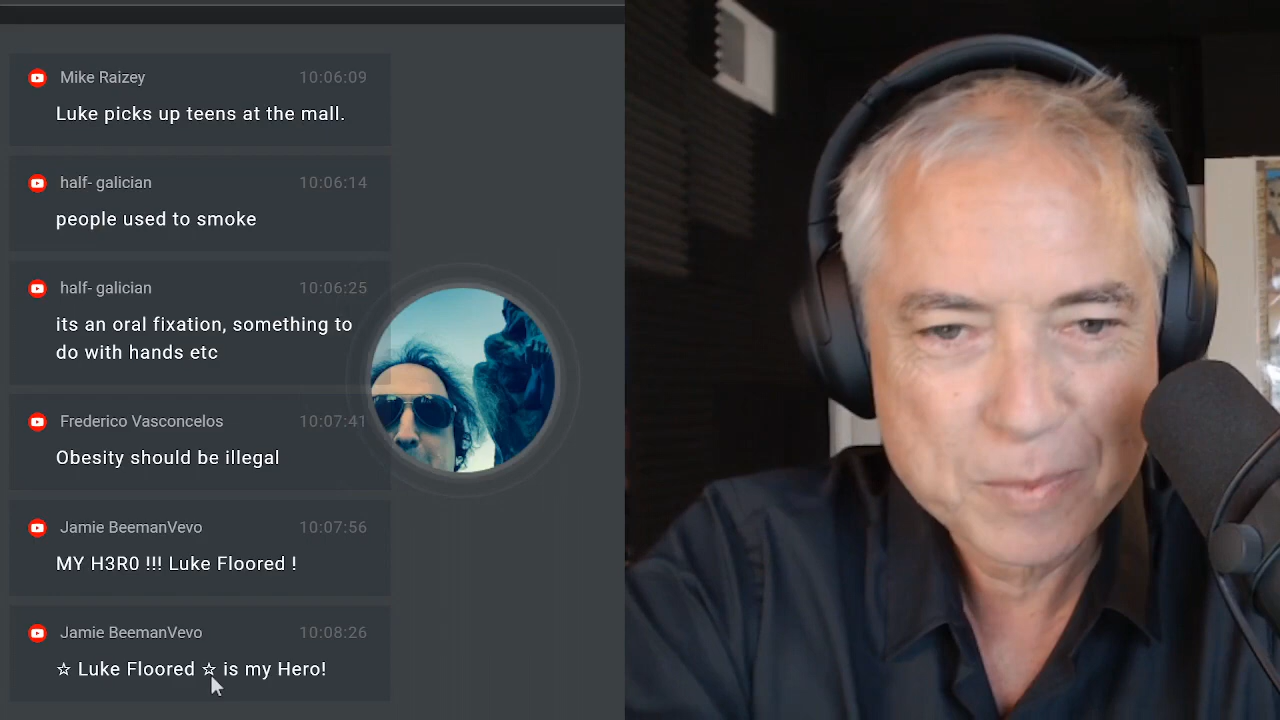 Mike Raizey 10:06:09
Luke picks up teens at the mall.
half- galician 10:06:14
people used to smoke
half- galician 10:06:25
its an oral fixation, something to
do with hands etc
Frederico Vasconcelos 10:07:41
Obesity should be illegal
Jamie BeemanVevo 10:07:56
MY H3R0 !!! Luke Floored !
Jamie BeemanVevo 10:08:26
☆ Luke Floored ☆ is my Hero!